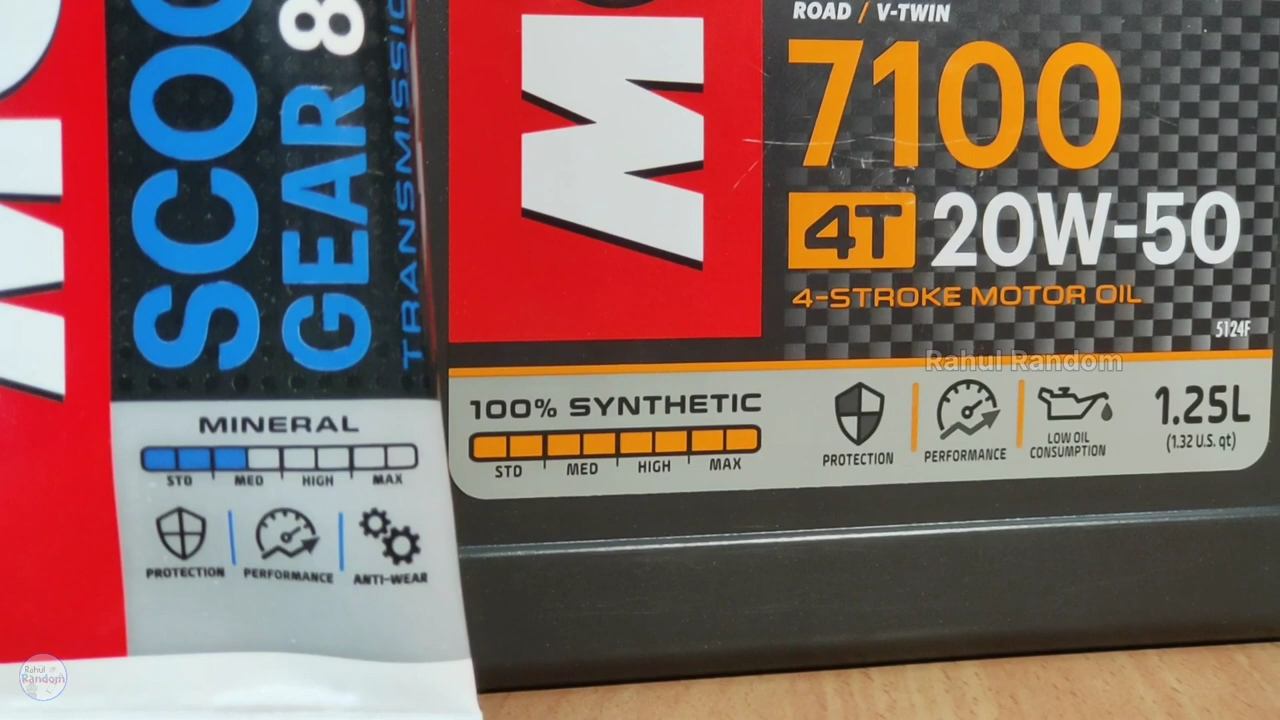 SCOO
GEAR 8
TRANSMISSIO
MINERAL
STD MED HIGH MAX
PROTECTION PERFORMANCE ANTI-WEAR
MO
ROAD / V-TWIN
7100
4T 20W-50
4-STROKE MOTOR OIL
5124F
Rahul Random
100% SYNTHETIC
STD MED HIGH MAX
PROTECTION PERFORMANCE LOW OIL
CONSUMPTION
1.25L
(1.32 U.S. qt)
Rahul
Random